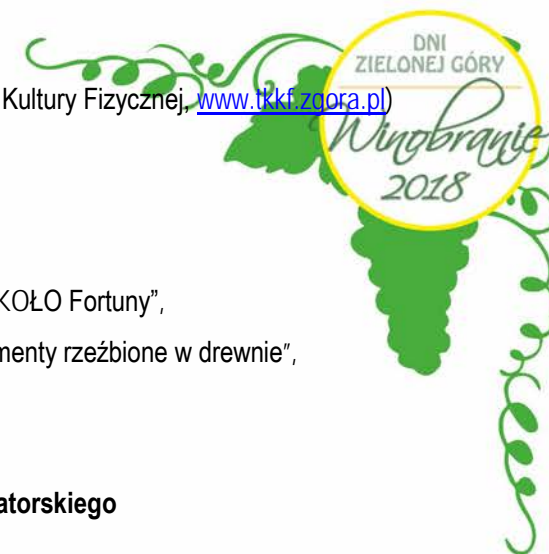 DNI
ZIELONEJ GÓRY
Winobranie
2018
Kultury Fizycznej, www.tkkf.zgora.pl)
KOŁO Fortuny”,
menty rzeźbione w drewnie”,
atorskiego